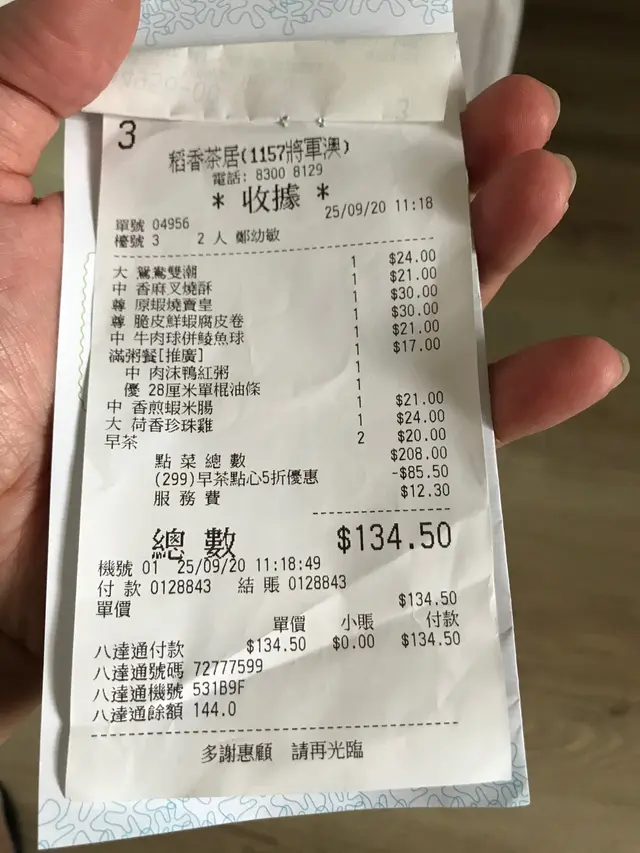 3
稻香茶居(1157將軍澳)
電話: 8300 8129
* 收據 *
25/09/20 11:18
單號 04956
檯號 3 2 人 鄭幼敏
大 鴛鴦雙潮 1 $24.00
中 香麻叉燒酥 1 $21.00
尊 原蝦燒賣皇 1 $30.00
尊 脆皮鮮蝦腐皮卷 1 $30.00
中 牛肉球併鯪魚球 1 $21.00
滿粥餐[推廣] 1 $17.00
中 肉沫鴨紅粥 1
優 28厘米單棍油條 1
中 香煎蝦米腸 1 $21.00
大 荷香珍珠雞 1 $24.00
早茶 2 $20.00
點 菜 總 數 $208.00
(299)早茶點心5折優惠 -$85.50
服 務 費 $12.30
總 數 $134.50
機號 01 25/09/20 11:18:49
付 款 0128843 結 賬 0128843
單價 $134.50
單價 小賬 付款
八達通付款 $134.50 $0.00 $134.50
八達通號碼 72777599
八達通機號 531B9F
八達通餘額 144.0
多謝惠顧 請再光臨